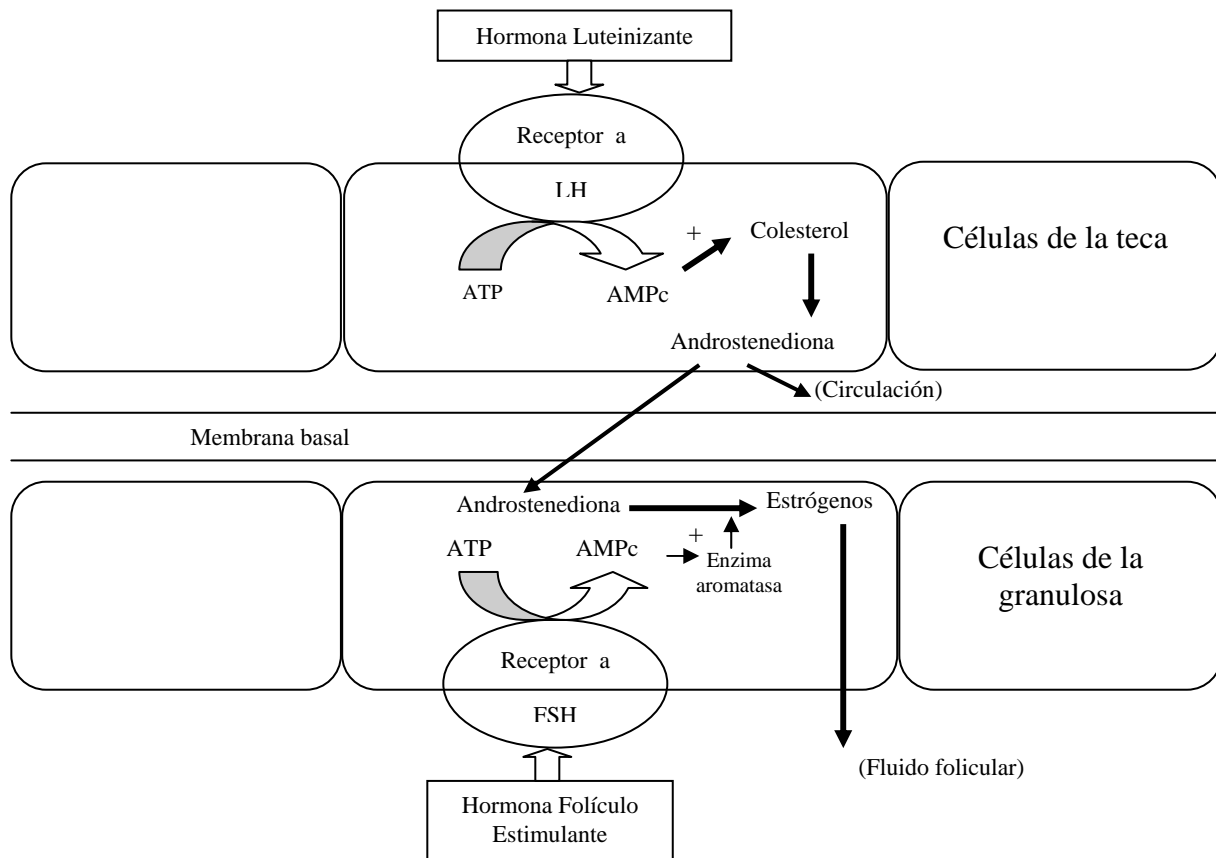 Hormona Luteinizante
Receptor a
LH
+
Colesterol
Células de la teca
ATP
AMPc
Androstenediona
(Circulación)
Membrana basal
Androstenediona
Estrógenos
ATP
AMPc
+
Enzima
aromatasa
Células de la
granulosa
Receptor a
FSH
(Fluido folicular)
Hormona Folículo
Estimulante